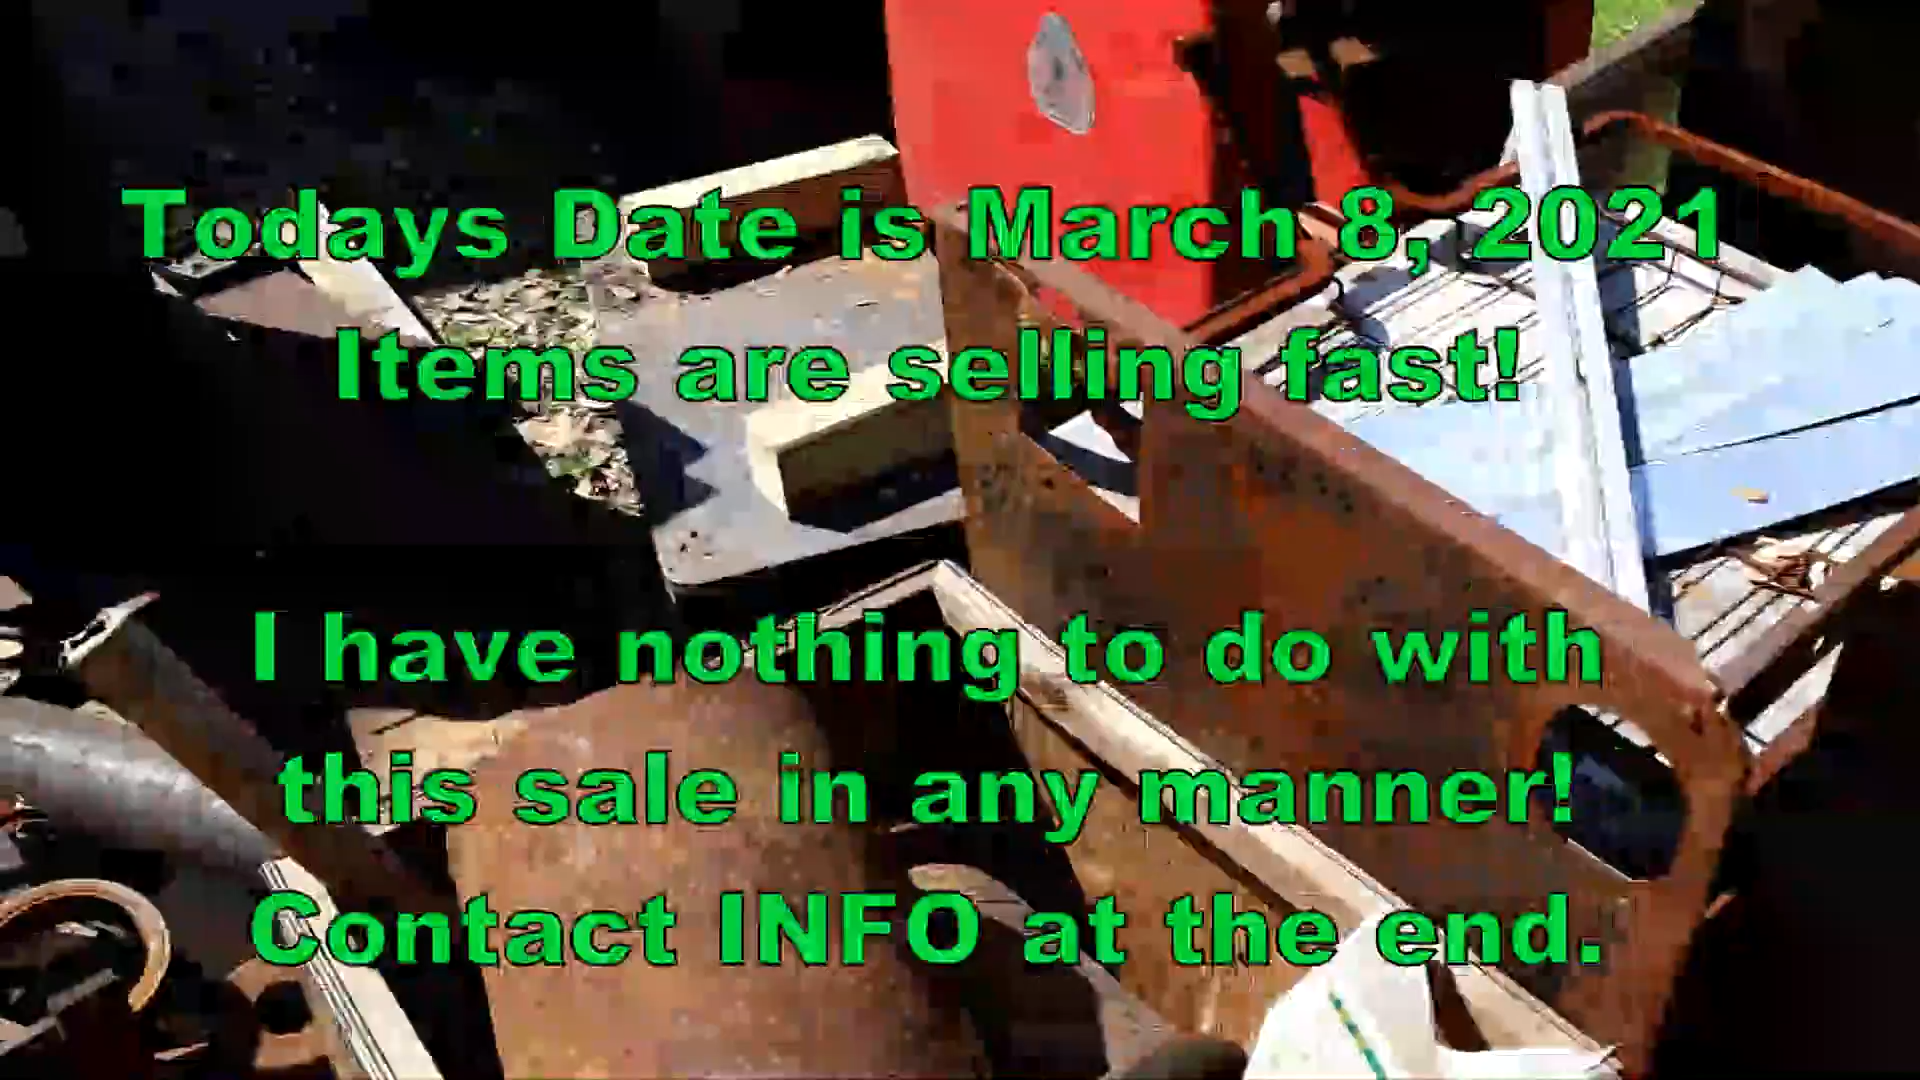 Todays Date is March 8, 2021
Items are selling fast!
I have nothing to do with
this sale in any manner!
Contact INFO at the end.